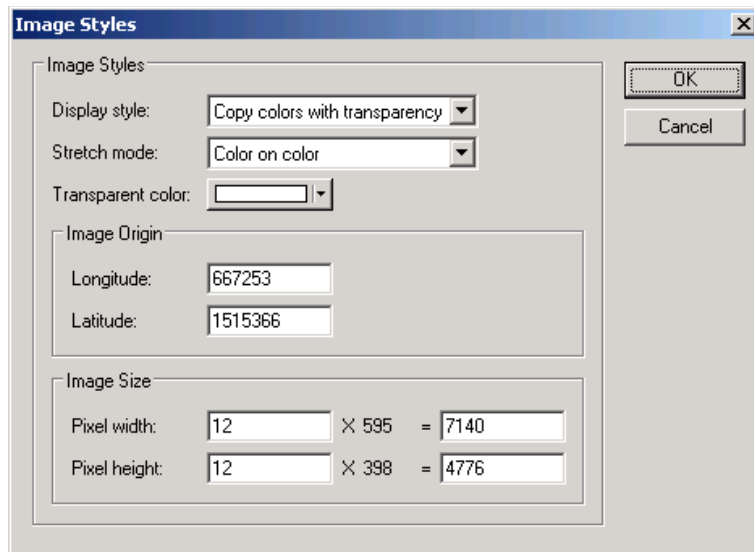 Image Styles
Image Styles
OK
Display style: Copy colors with transparency
Cancel
Stretch mode: Color on color
Transparent color:
Image Origin
Longitude: 667253
Latitude: 1515366
Image Size
Pixel width: 12 X 595 = 7140
Pixel height: 12 X 398 = 4776